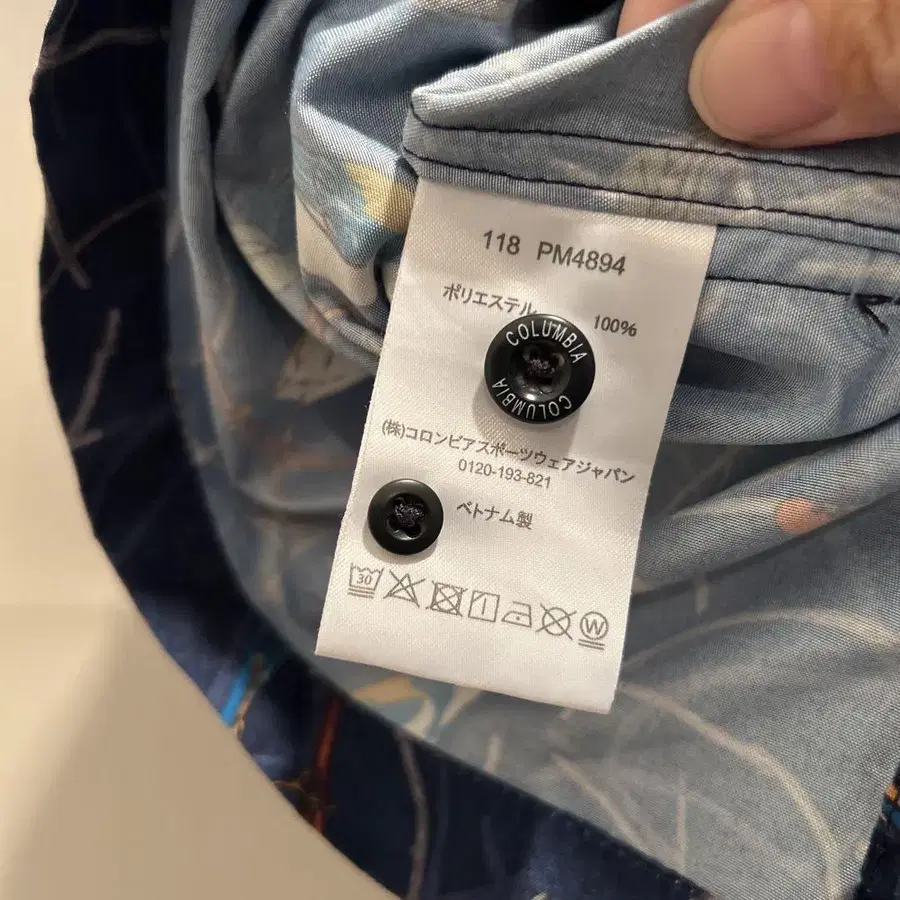 118 PM4894
ポリエステル 100%
COLUMBIA
COLUMBIA
(株)コロンビアスポーツウェアジャパン
0120-193-821
ベトナム製
30
W